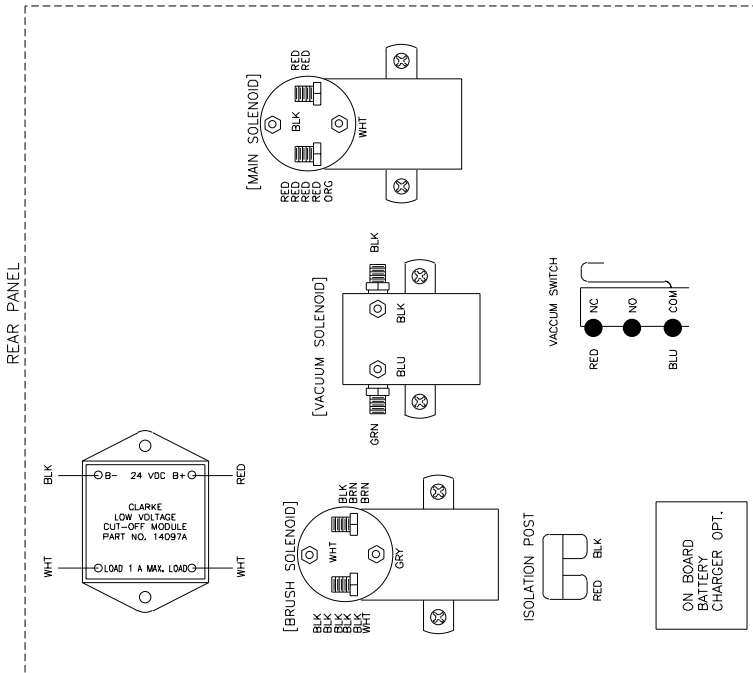 REAR PANEL
[MAIN SOLENOID]
RED
RED
BLK
WHT
RED
RED
RED
RED
ORG
[VACUUM SOLENOID]
BLK
BLK
BLU
GRN
VACCUM SWITCH
NC
NO
COM
RED
BLU
BLK
RED
B- 24 VDC B+
CLARKE
LOW VOLTAGE
CUT-OFF MODULE
PART NO. 14097A
LOAD 1 A MAX. LOAD
WHT
WHT
[BRUSH SOLENOID]
BLK
BRN
BRN
WHT
GRY
BLK
BLK
BLK
BLK
BLK
WHT
ISOLATION POST
BLK
RED
ON BOARD
BATTERY
CHARGER OPT.